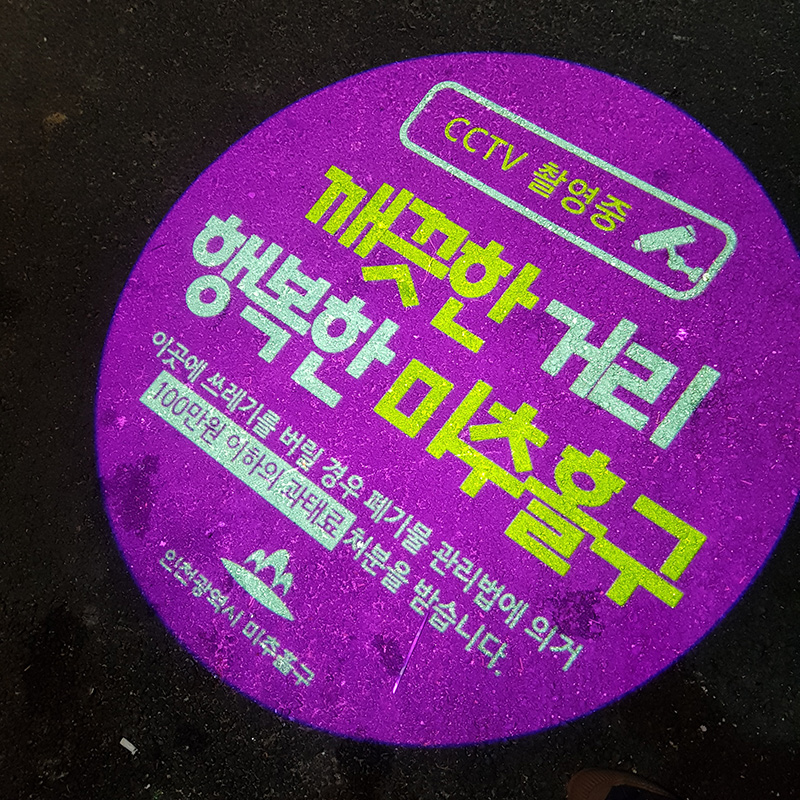 CCTV 촬영중
깨끗한 거리
행복한 미추홀구
이곳에 쓰레기를 버릴 경우 폐기물 관리법에 의거
100만원 이하의 과태료 처분을 받습니다.
인천광역시 미추홀구